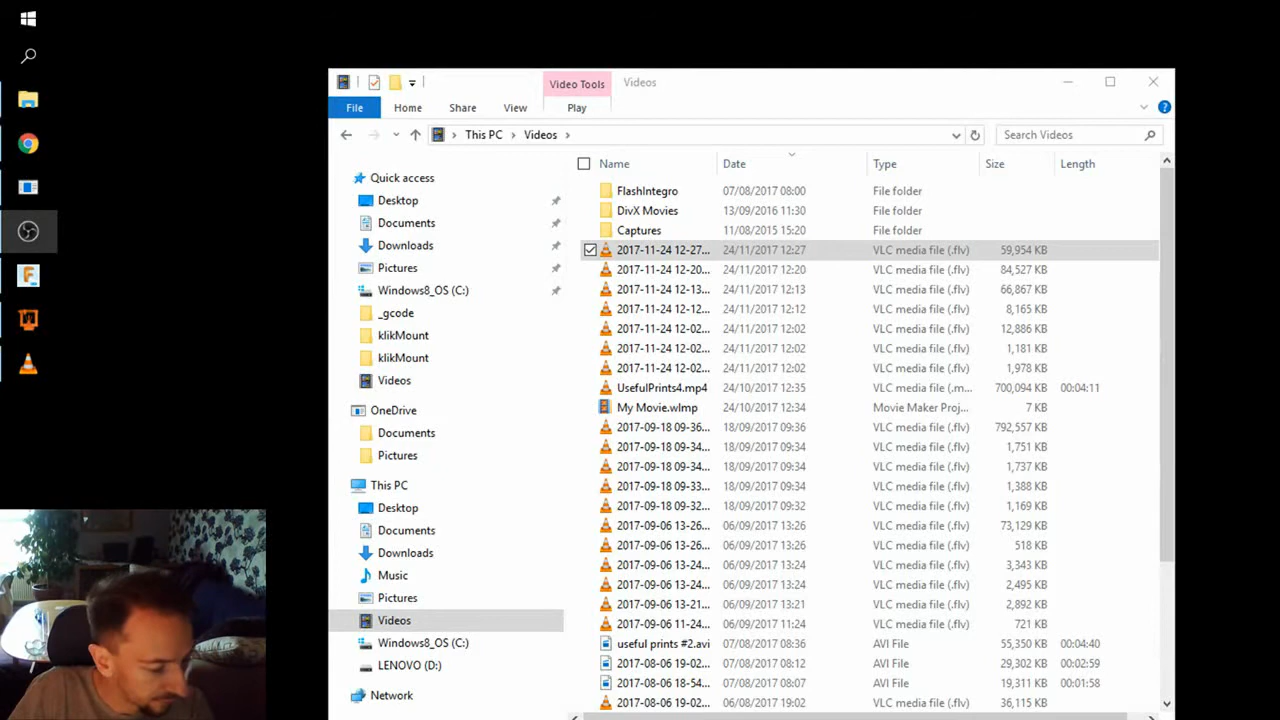 Video Tools Videos
File Home Share View Play
This PC Videos Search Videos
Name Date Type Size Length
Quick access
Desktop
Documents
Downloads
Pictures
Windows8_OS (C:)
_gcode
klikMount
klikMount
Videos
OneDrive
Documents
Pictures
This PC
Desktop
Documents
Downloads
Music
Pictures
Videos
Windows8_OS (C:)
LENOVO (D:)
Network
FlashIntegro 07/08/2017 08:00 File folder
DivX Movies 13/09/2016 11:30 File folder
Captures 11/08/2015 15:20 File folder
2017-11-24 12-27... 24/11/2017 12:27 VLC media file (.flv) 59,954 KB
2017-11-24 12-20... 24/11/2017 12:20 VLC media file (.flv) 84,527 KB
2017-11-24 12-13... 24/11/2017 12:13 VLC media file (.flv) 66,867 KB
2017-11-24 12-12... 24/11/2017 12:12 VLC media file (.flv) 8,165 KB
2017-11-24 12-02... 24/11/2017 12:02 VLC media file (.flv) 12,886 KB
2017-11-24 12-02... 24/11/2017 12:02 VLC media file (.flv) 1,181 KB
2017-11-24 12-02... 24/11/2017 12:02 VLC media file (.flv) 1,978 KB
UsefulPrints4.mp4 24/10/2017 12:35 VLC media file (.m... 700,094 KB 00:04:11
My Movie.wlmp 24/10/2017 12:34 Movie Maker Proj... 7 KB
2017-09-18 09-36... 18/09/2017 09:36 VLC media file (.flv) 792,557 KB
2017-09-18 09-34... 18/09/2017 09:34 VLC media file (.flv) 1,751 KB
2017-09-18 09-34... 18/09/2017 09:34 VLC media file (.flv) 1,737 KB
2017-09-18 09-33... 18/09/2017 09:34 VLC media file (.flv) 1,388 KB
2017-09-18 09-32... 18/09/2017 09:32 VLC media file (.flv) 1,169 KB
2017-09-06 13-26... 06/09/2017 13:26 VLC media file (.flv) 73,129 KB
2017-09-06 13-26... 06/09/2017 13:26 VLC media file (.flv) 518 KB
2017-09-06 13-24... 06/09/2017 13:24 VLC media file (.flv) 3,343 KB
2017-09-06 13-24... 06/09/2017 13:24 VLC media file (.flv) 2,495 KB
2017-09-06 13-21... 06/09/2017 13:21 VLC media file (.flv) 2,892 KB
2017-09-06 11-24... 06/09/2017 11:24 VLC media file (.flv) 721 KB
useful prints #2.avi 07/08/2017 08:36 AVI File 55,350 KB 00:04:40
2017-08-06 19-02... 07/08/2017 08:12 AVI File 29,302 KB 00:02:59
2017-08-06 18-54... 07/08/2017 08:07 AVI File 19,311 KB 00:01:58
2017-08-06 19-02... 06/08/2017 19:02 VLC media file (.flv) 36,115 KB